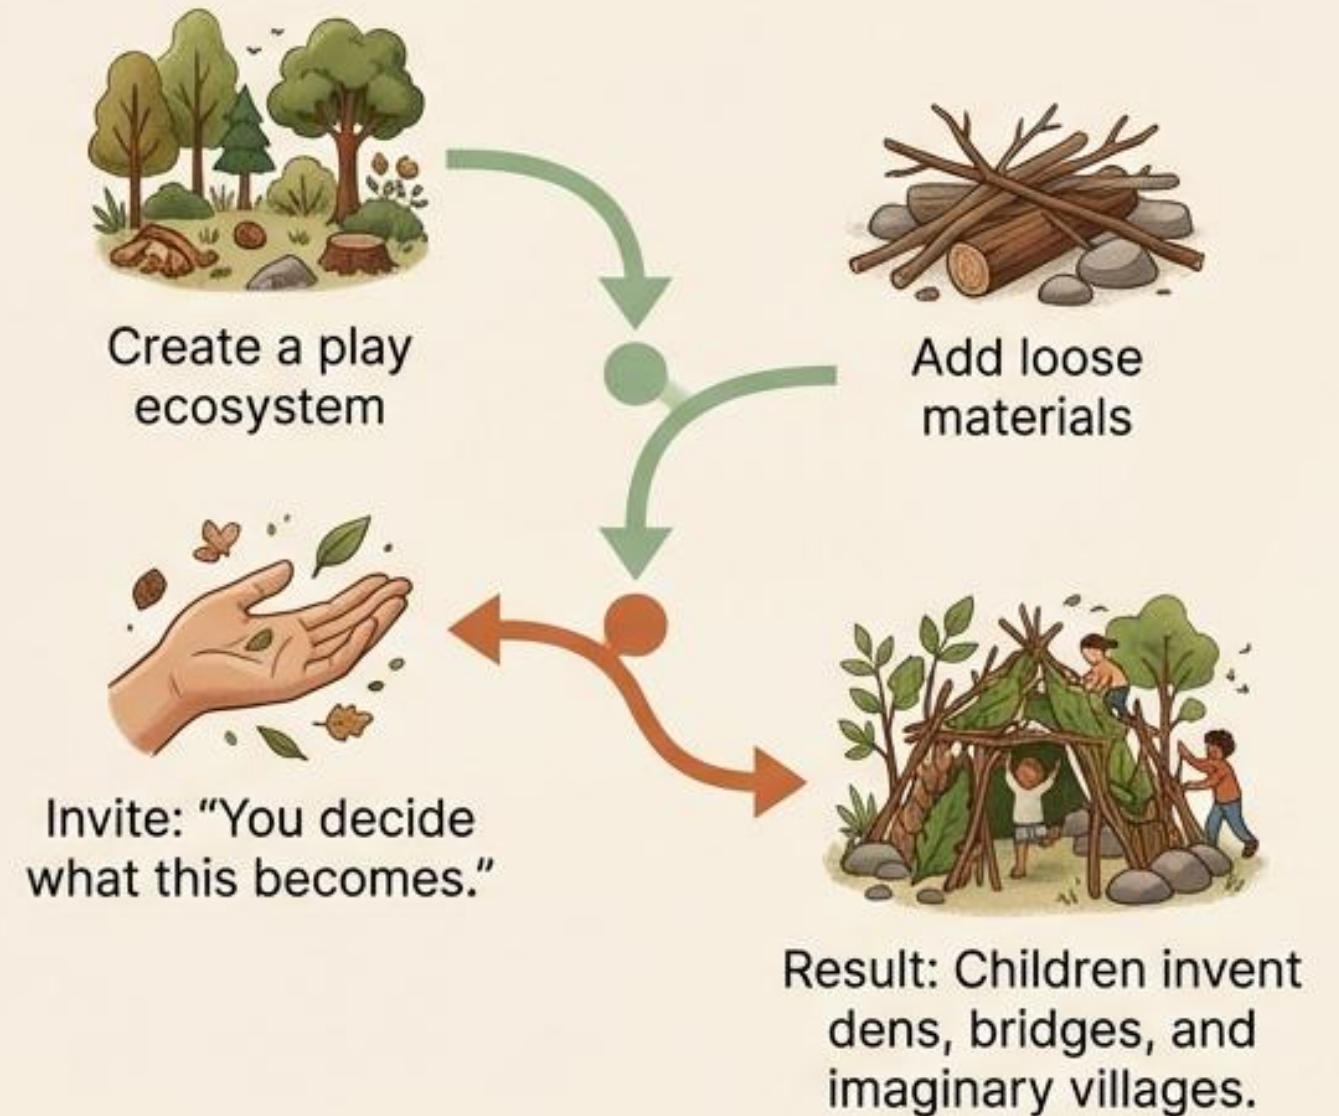 Create a play
ecosystem
Add loose
materials
Invite: “You decide
what this becomes.”
Result: Children invent
dens, bridges, and
imaginary villages.